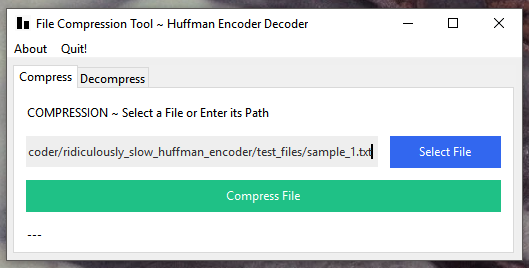 File Compression Tool ~ Huffman Encoder Decoder
About Quit!
Compress Decompress
COMPRESSION ~ Select a File or Enter its Path
coder/ridiculously_slow_huffman_encoder/test_files/sample_1.txt Select File
Compress File
---